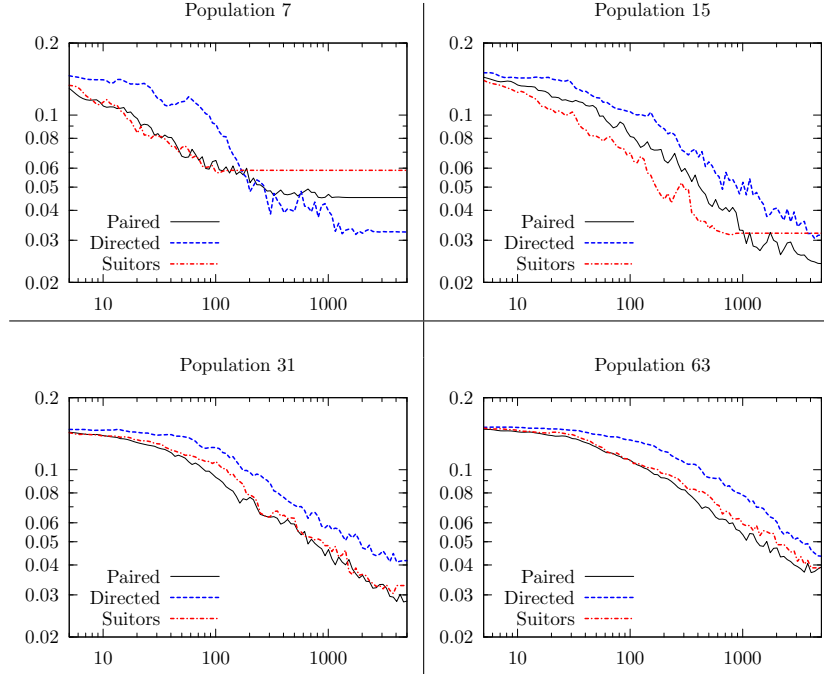 Population 7
0.2
0.1
0.08
0.06
0.05
0.04
0.03
0.02
Paired
Directed
Suitors
10 100 1000
Population 15
0.2
0.1
0.08
0.06
0.05
0.04
0.03
0.02
Paired
Directed
Suitors
10 100 1000
Population 31
0.2
0.1
0.08
0.06
0.05
0.04
0.03
0.02
Paired
Directed
Suitors
10 100 1000
Population 63
0.2
0.1
0.08
0.06
0.05
0.04
0.03
0.02
Paired
Directed
Suitors
10 100 1000